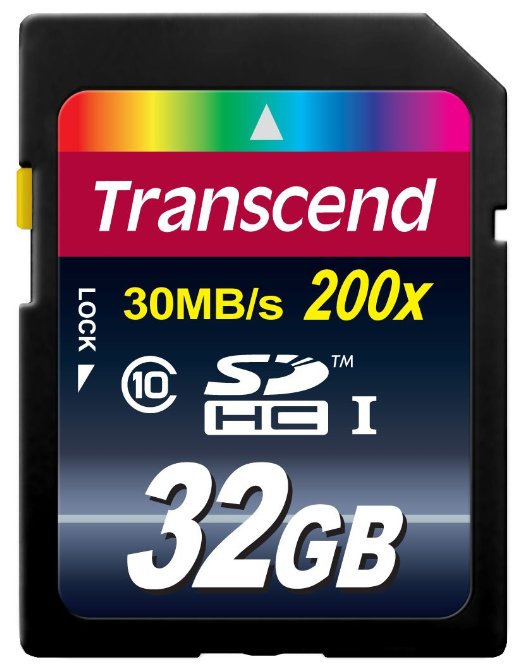 Transcend
30MB/s 200x
LOCK
10 SD™
HC I
32GB